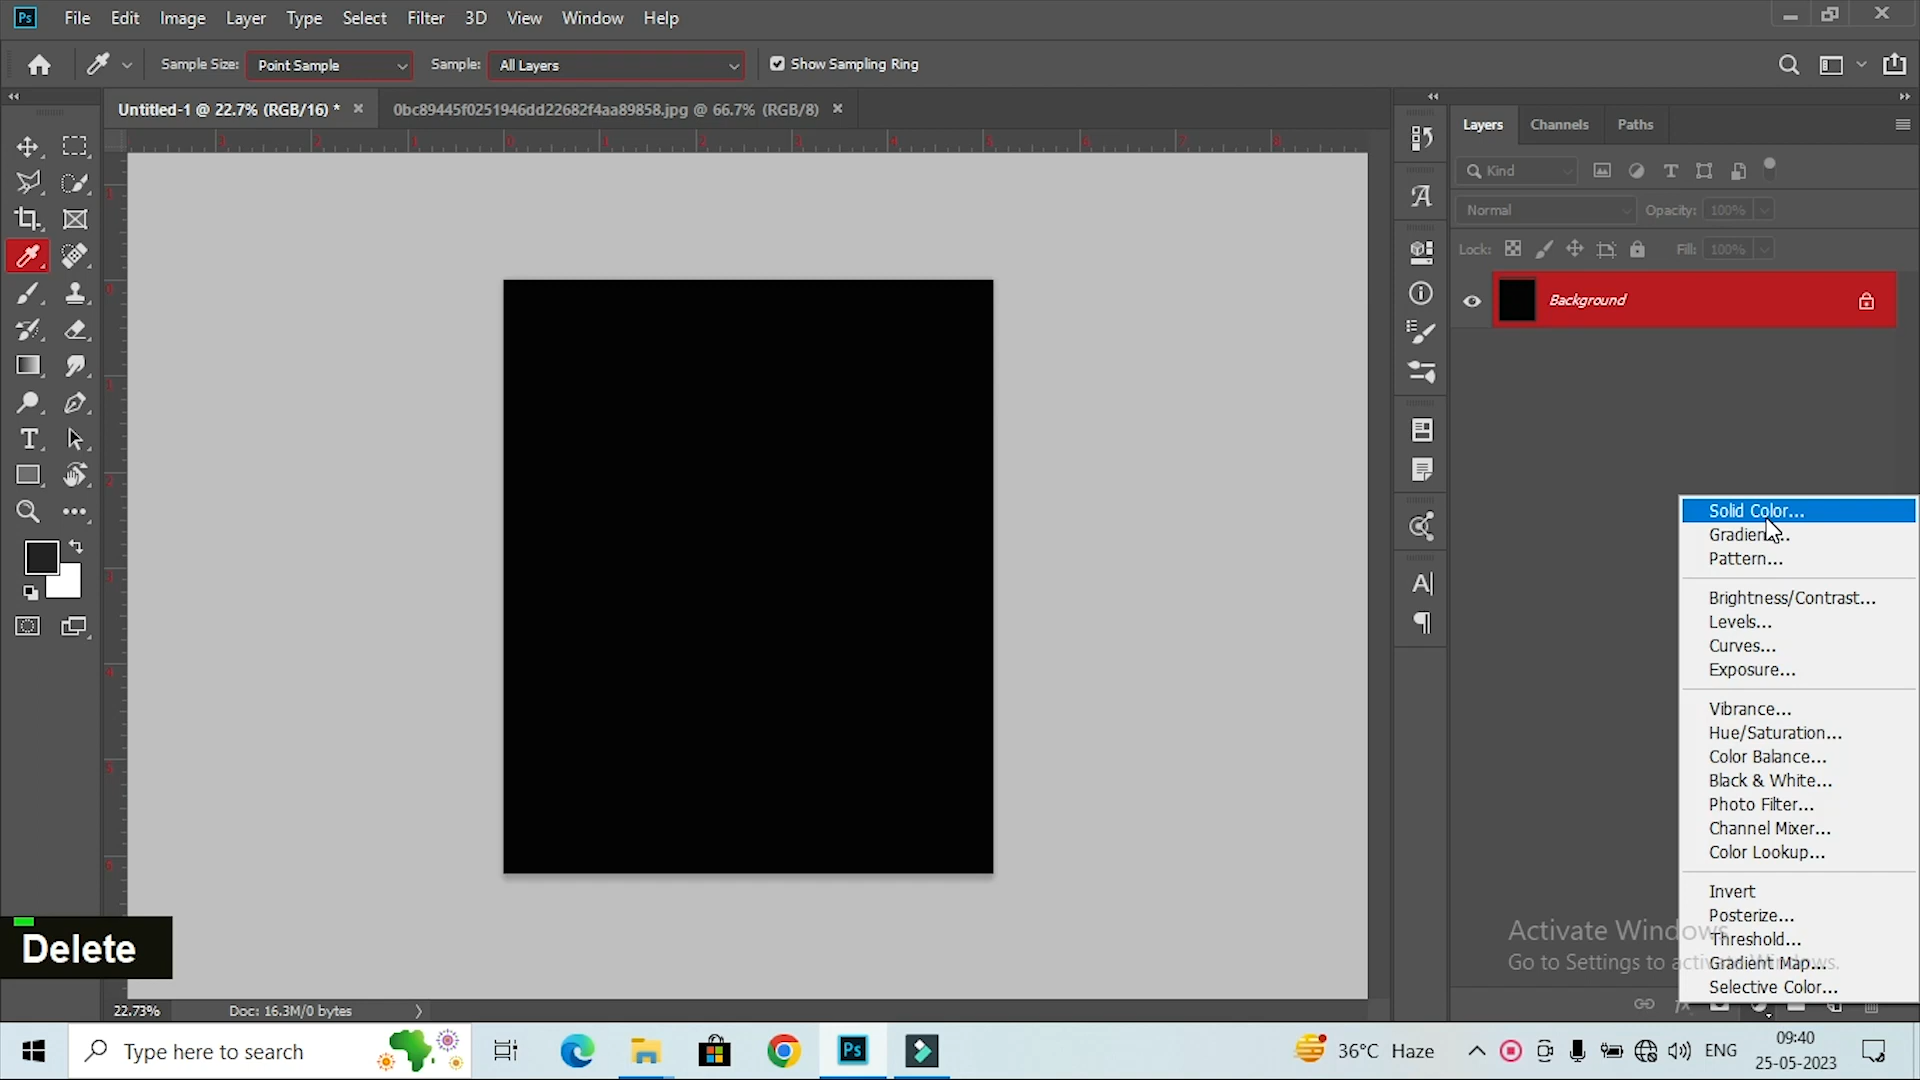 Ps File Edit Image Layer Type Select Filter 3D View Window Help
Sample Size: Point Sample Sample: All Layers Show Sampling Ring
Untitled-1 @ 22.7% (RGB/16) * × 0bc89445f0251946dd22682f4aa89858.jpg @ 66.7% (RGB/8) ×
Layers Channels Paths
Kind
Normal Opacity: 100%
Lock: Fill: 100%
Background
Solid Color...
Gradien...
Pattern...
Brightness/Contrast...
Levels...
Curves...
Exposure...
Vibrance...
Hue/Saturation...
Color Balance...
Black & White...
Photo Filter...
Channel Mixer...
Color Lookup...
Invert
Posterize...
Threshold...
Gradient Map...
Selective Color...
Activate Windows
Go to Settings to activate Windows.
Delete
22.73% Doc: 16.3M/0 bytes
Type here to search
Ps
36°C Haze
ENG
09:40
25-05-2023